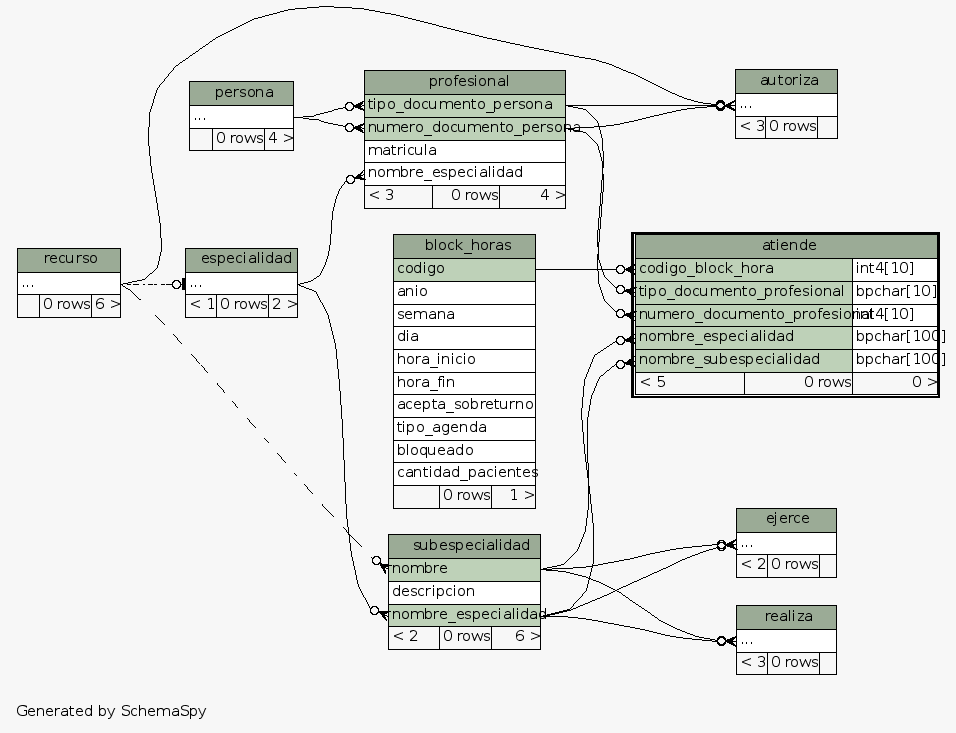 persona
...
0 rows 4 >
profesional
tipo_documento_persona
numero_documento_persona
matricula
nombre_especialidad
< 3 0 rows 4 >
autoriza
...
< 3 0 rows
recurso
...
0 rows 6 >
especialidad
...
< 1 0 rows 2 >
block_horas
codigo
anio
semana
dia
hora_inicio
hora_fin
acepta_sobreturno
tipo_agenda
bloqueado
cantidad_pacientes
0 rows 1 >
atiende
codigo_block_hora int4[10]
tipo_documento_profesional bpchar[10]
numero_documento_profesional int4[10]
nombre_especialidad bpchar[100]
nombre_subespecialidad bpchar[100]
< 5 0 rows 0 >
subespecialidad
nombre
descripcion
nombre_especialidad
< 2 0 rows 6 >
ejerce
...
< 2 0 rows
realiza
...
< 3 0 rows
Generated by SchemaSpy